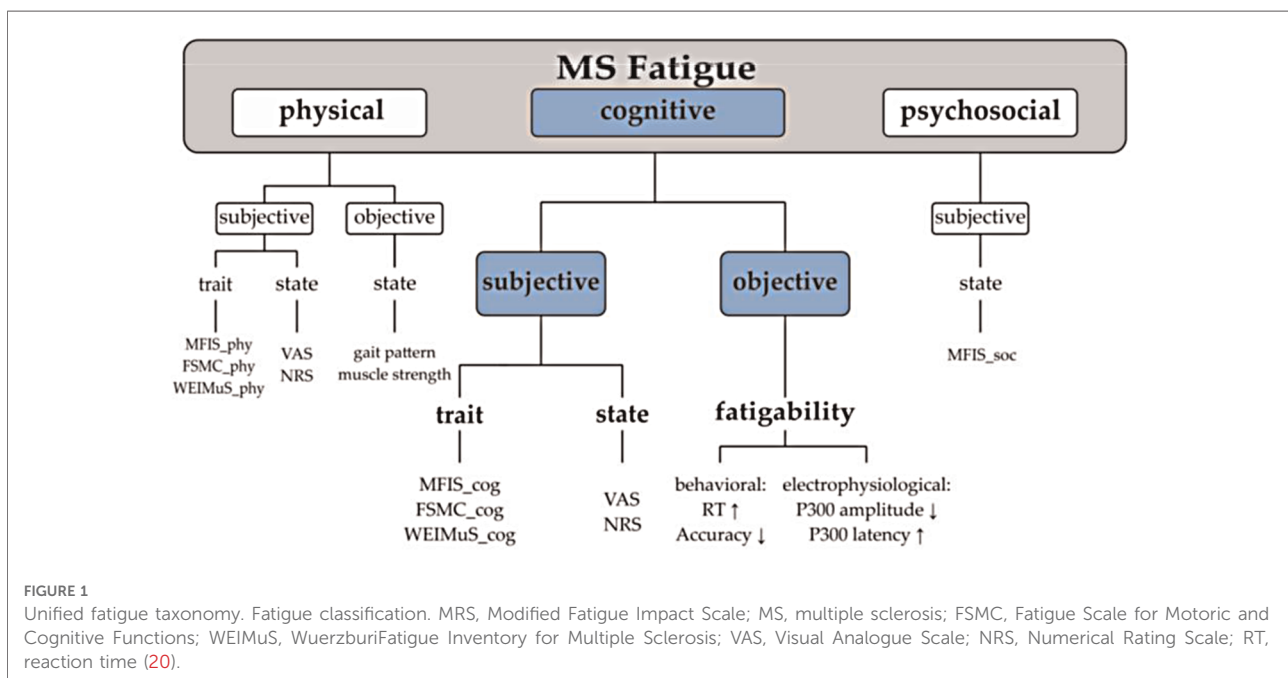 MS Fatigue
physical
cognitive
psychosocial
subjective
objective
subjective
trait
state
state
subjective
objective
state
MFIS_phy
FSMC_phy
WEIMuS_phy
VAS
NRS
gait pattern
muscle strength
MFIS_soc
trait
state
fatigability
MFIS_cog
FSMC_cog
WEIMuS_cog
VAS
NRS
behavioral:
RT ↑
Accuracy ↓
electrophysiological:
P300 amplitude ↓
P300 latency ↑
FIGURE 1
Unified fatigue taxonomy. Fatigue classification. MRS, Modified Fatigue Impact Scale; MS, multiple sclerosis; FSMC, Fatigue Scale for Motoric and
Cognitive Functions; WEIMuS, WuerzburiFatigue Inventory for Multiple Sclerosis; VAS, Visual Analogue Scale; NRS, Numerical Rating Scale; RT,
reaction time (20).